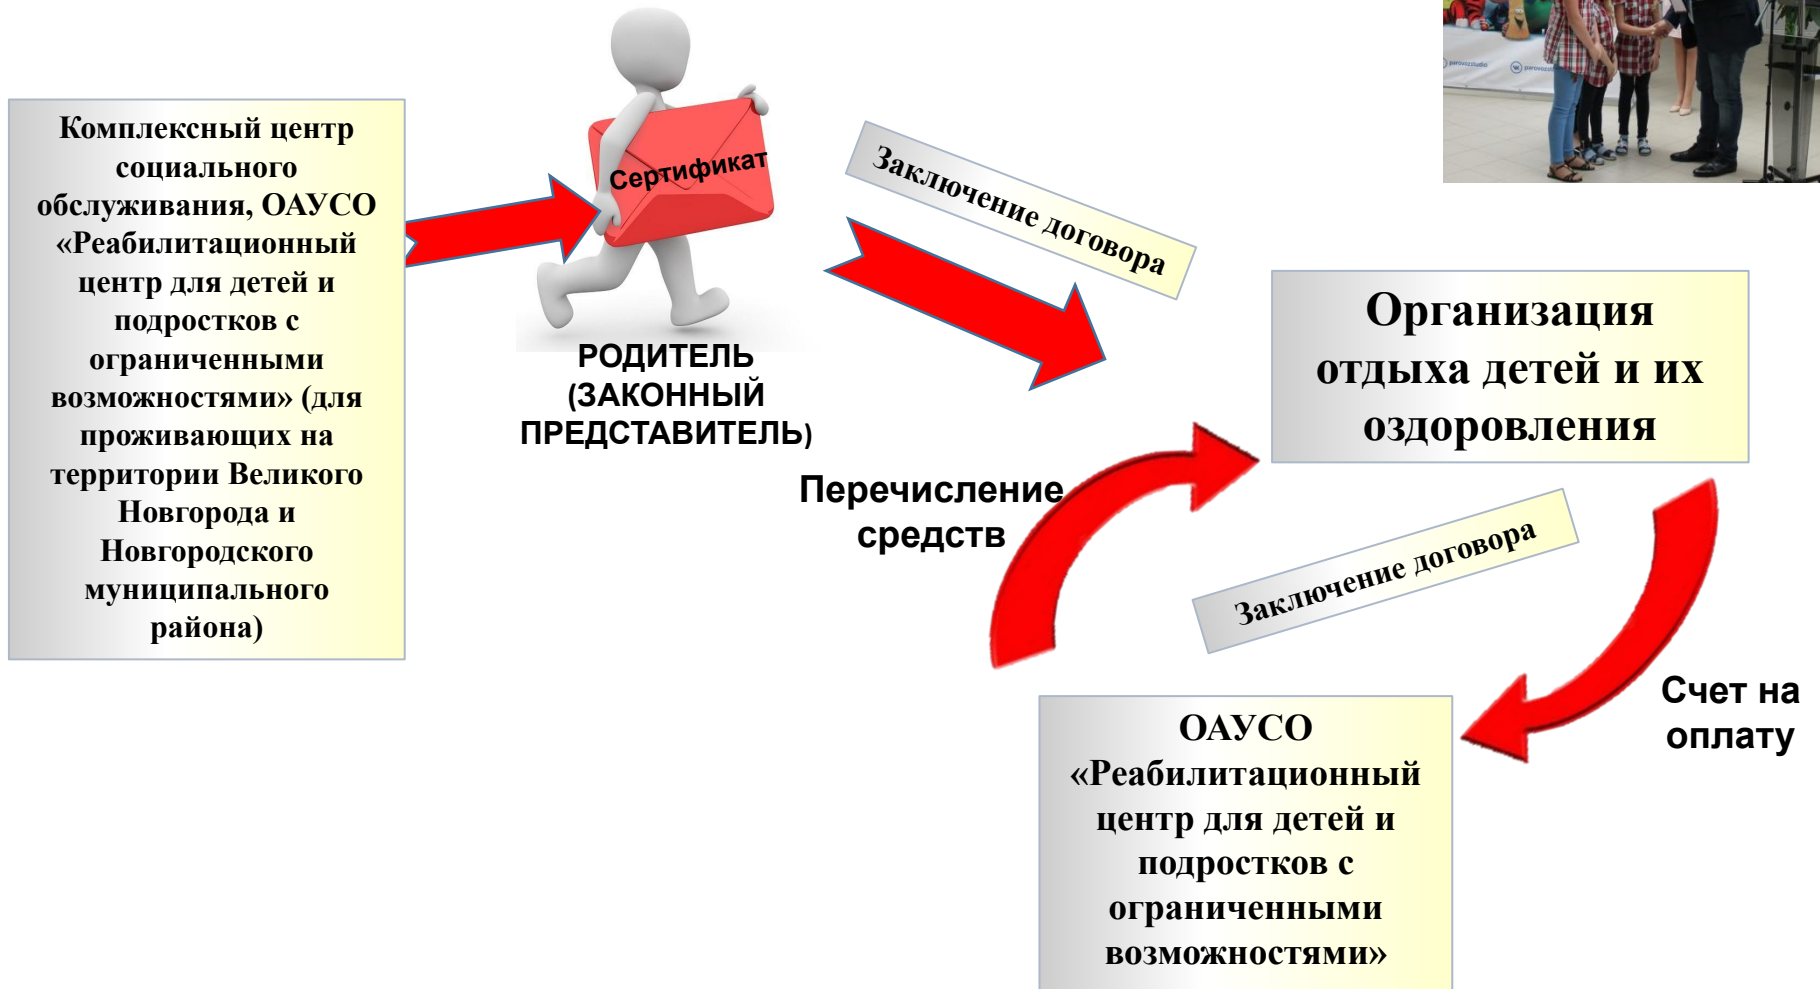 Комплексный центр
социального
обслуживания, ОАУСО
«Реабилитационный
центр для детей и
подростков с
ограниченными
возможностями» (для
проживающих на
территории Великого
Новгорода и
Новгородского
муниципального
района)
Сертификат
РОДИТЕЛЬ
(ЗАКОННЫЙ
ПРЕДСТАВИТЕЛЬ)
Заключение договора
parovozstudio
Организация
отдыха детей и их
оздоровления
Перечисление
средств
Заключение договора
Счет на
оплату
ОАУСО
«Реабилитационный
центр для детей и
подростков с
ограниченными
возможностями»